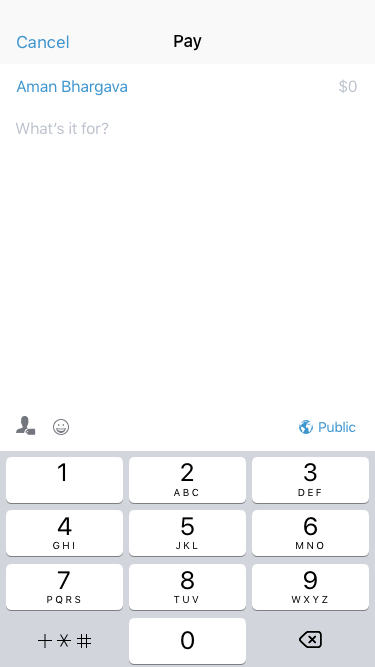 Cancel Pay
Aman Bhargava $0
What's it for?
Public
1 2 3
ABC DEF
4 5 6
GHI JKL MNO
7 8 9
PQRS TUV WXYZ
+*# 0